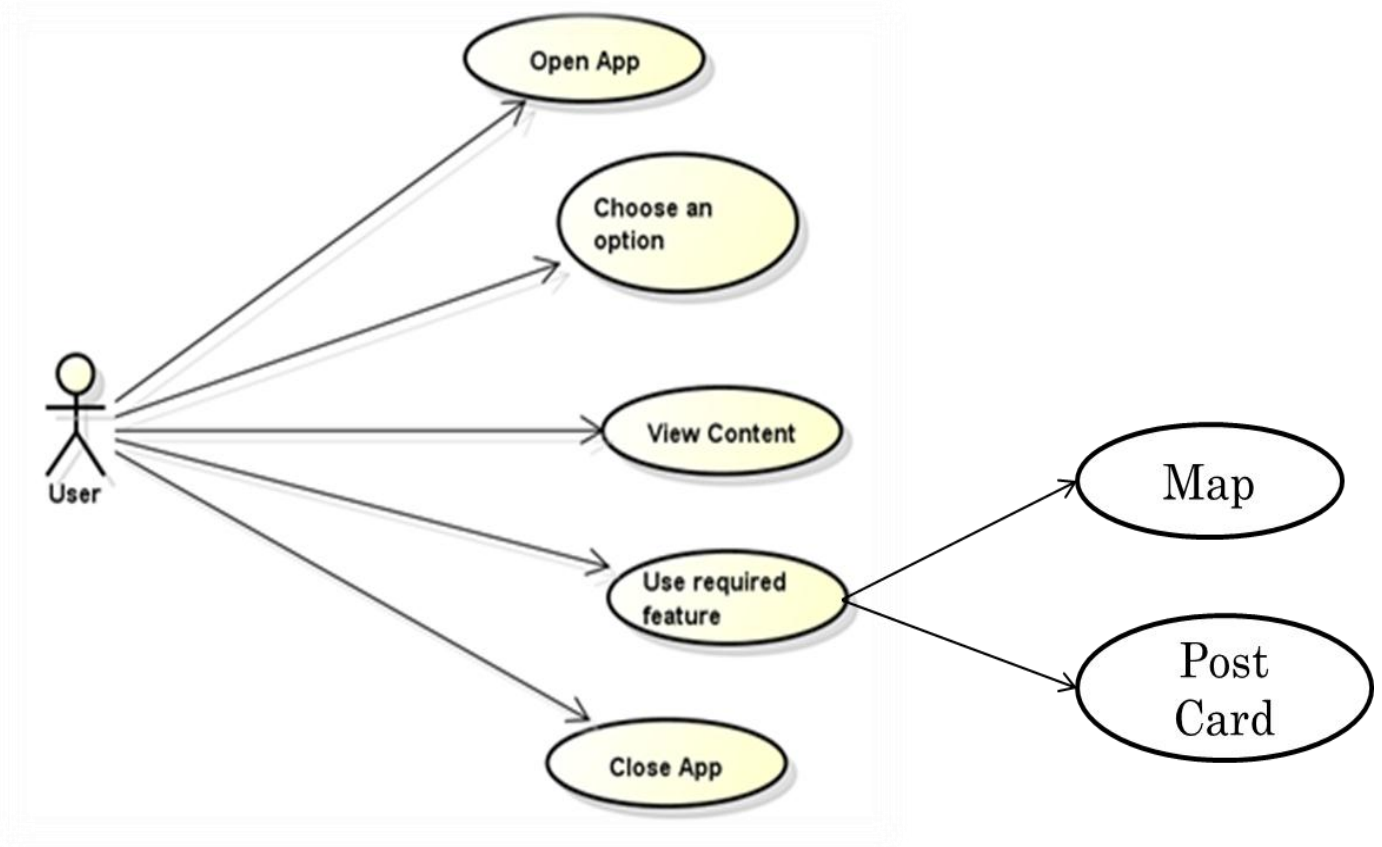 Open App
Choose an
option
View Content
User
Map
Use required
feature
Post
Card
Close App